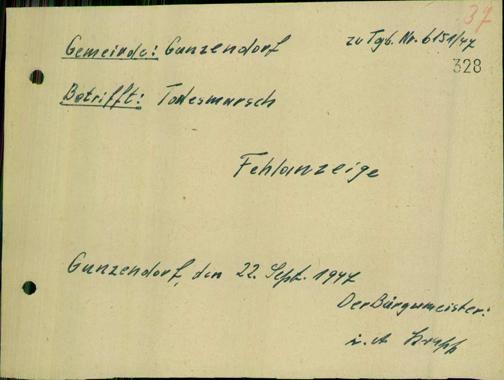 37
Gemeinde: Gunzendorf zu Tgb. Nr. 6151/47
328
Betrifft: Todesmarsch
Fehlanzeige
Gunzendorf, den 22. Sept. 1947
Der Bürgermeister:
i. A